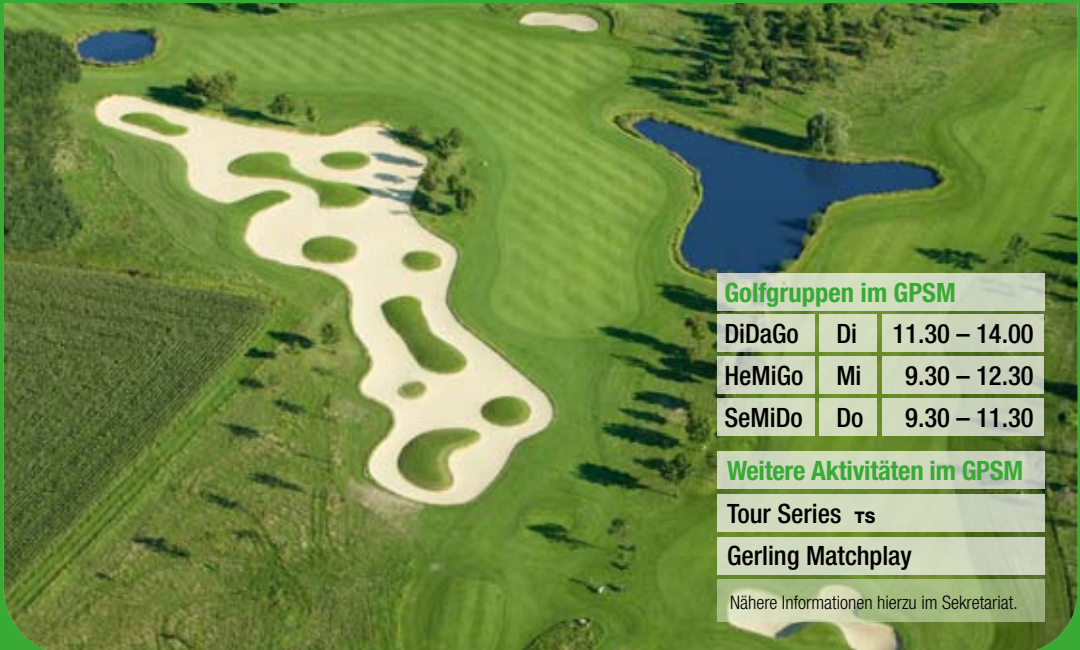 Golfgruppen im GPSM
DiDaGo Di 11.30 – 14.00
HeMiGo Mi 9.30 – 12.30
SeMiDo Do 9.30 – 11.30
Weitere Aktivitäten im GPSM
Tour Series TS
Gerling Matchplay
Nähere Informationen hierzu im Sekretariat.